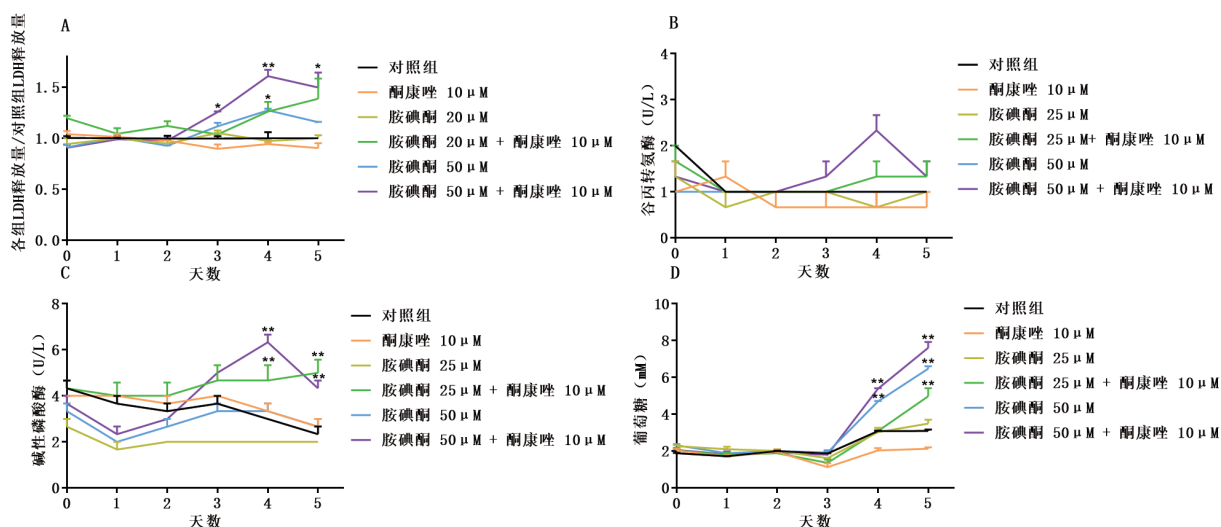 A
各组LDH释放量/对照组LDH释放量
1.5
1.0
0.5
0.0
0 1 2 3 4 5
天数
* ** * *
对照组
酮康唑 10μM
胺碘酮 20μM
胺碘酮 20μM + 酮康唑 10μM
胺碘酮 50μM
胺碘酮 50μM + 酮康唑 10μM
B
谷丙转氨酶 (U/L)
4
3
2
1
0
0 1 2 3 4 5
天数
对照组
酮康唑 10μM
胺碘酮 25μM
胺碘酮 25μM+ 酮康唑 10μM
胺碘酮 50μM
胺碘酮 50μM + 酮康唑 10μM
C
碱性磷酸酶 (U/L)
8
6
4
2
0
0 1 2 3 4 5
天数
** ** ** **
对照组
酮康唑 10μM
胺碘酮 25μM
胺碘酮 25μM + 酮康唑 10μM
胺碘酮 50μM
胺碘酮 50μM + 酮康唑 10μM
D
葡萄糖 (mM)
10
8
6
4
2
0
0 1 2 3 4 5
天数
** ** ** ** **
对照组
酮康唑 10μM
胺碘酮 25μM
胺碘酮 25μM + 酮康唑 10μM
胺碘酮 50μM
胺碘酮 50μM + 酮康唑 10μM